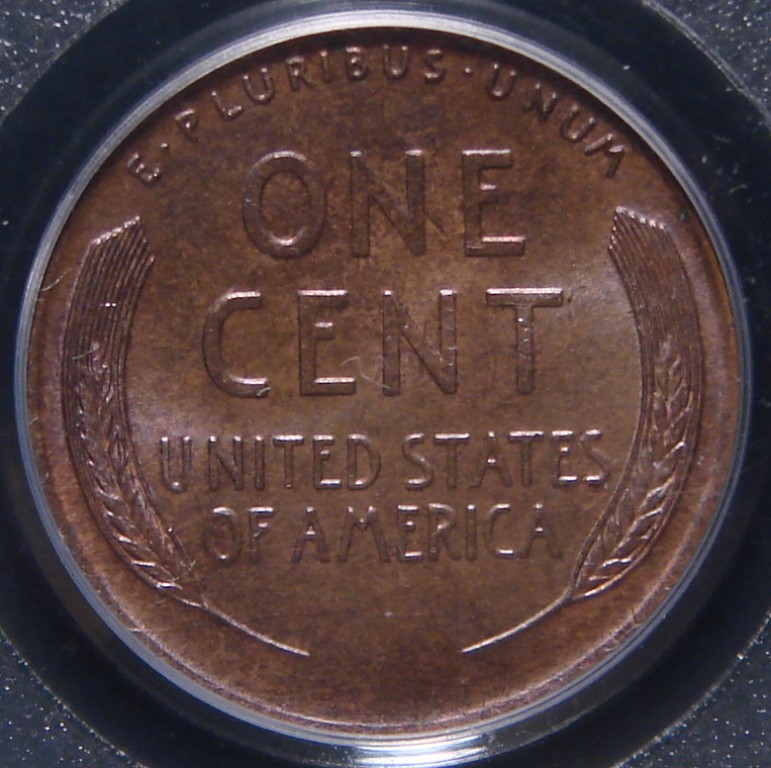 E·PLURIBUS·UNUM
ONE
CENT
UNITED STATES
OF AMERICA